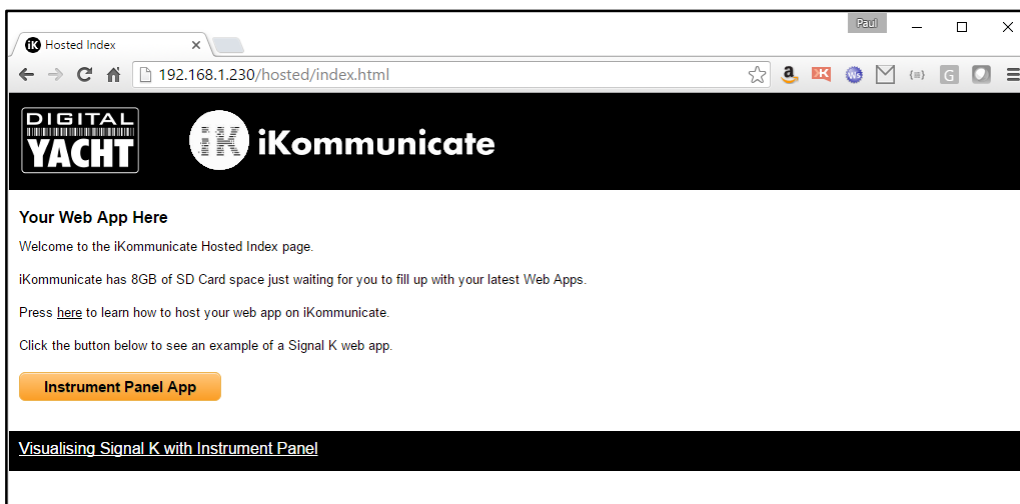 Paul
iK Hosted Index
192.168.1.230/hosted/index.html
a XK Ws {≡} G
DIGITAL
YACHT
iK iKommunicate
Your Web App Here
Welcome to the iKommunicate Hosted Index page.
iKommunicate has 8GB of SD Card space just waiting for you to fill up with your latest Web Apps.
Press here to learn how to host your web app on iKommunicate.
Click the button below to see an example of a Signal K web app.
Instrument Panel App
Visualising Signal K with Instrument Panel